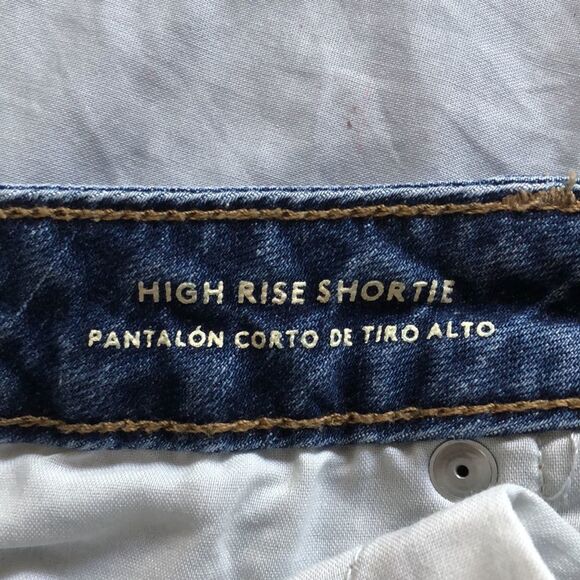 HIGH RISE SHORTIE
PANTALÓN CORTO DE TIRO ALTO